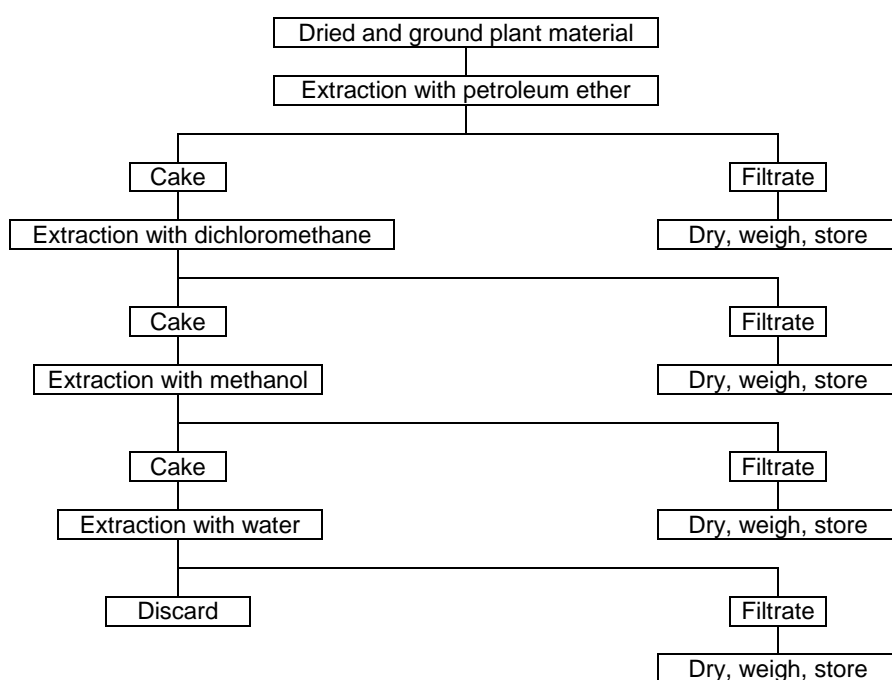 Dried and ground plant material
Extraction with petroleum ether
Cake
Filtrate
Extraction with dichloromethane
Dry, weigh, store
Cake
Filtrate
Extraction with methanol
Dry, weigh, store
Cake
Filtrate
Extraction with water
Dry, weigh, store
Discard
Filtrate
Dry, weigh, store